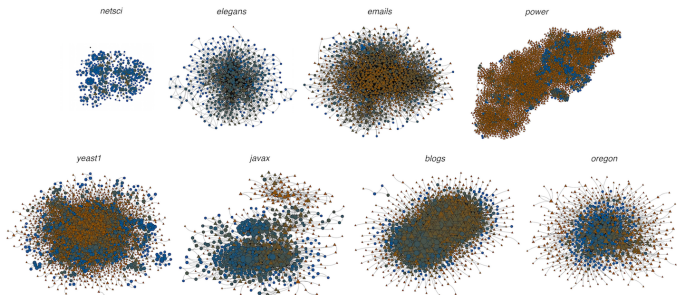 netsci elegans emails power
yeast1 javax blogs oregon